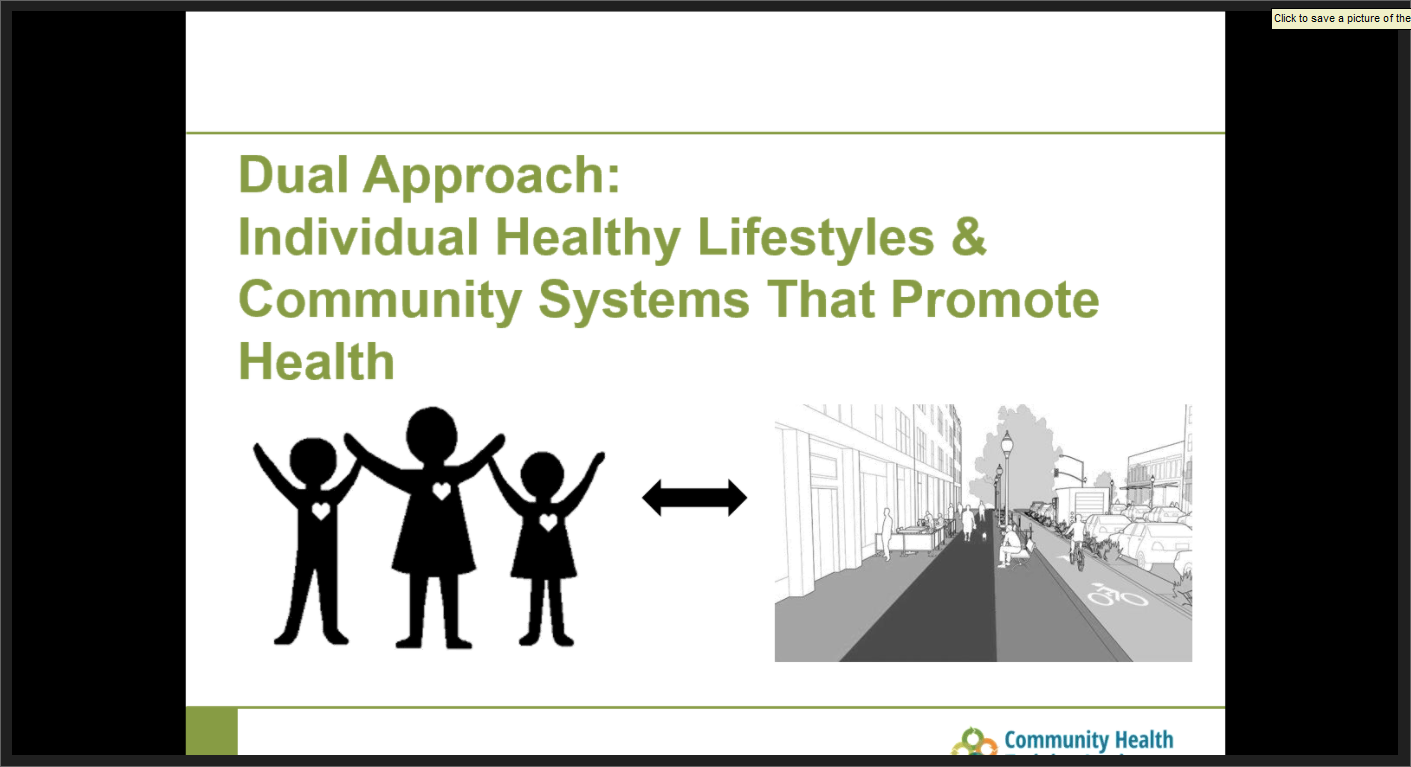 Click to save a picture of the
Dual Approach:
Individual Healthy Lifestyles &
Community Systems That Promote
Health
Community Health